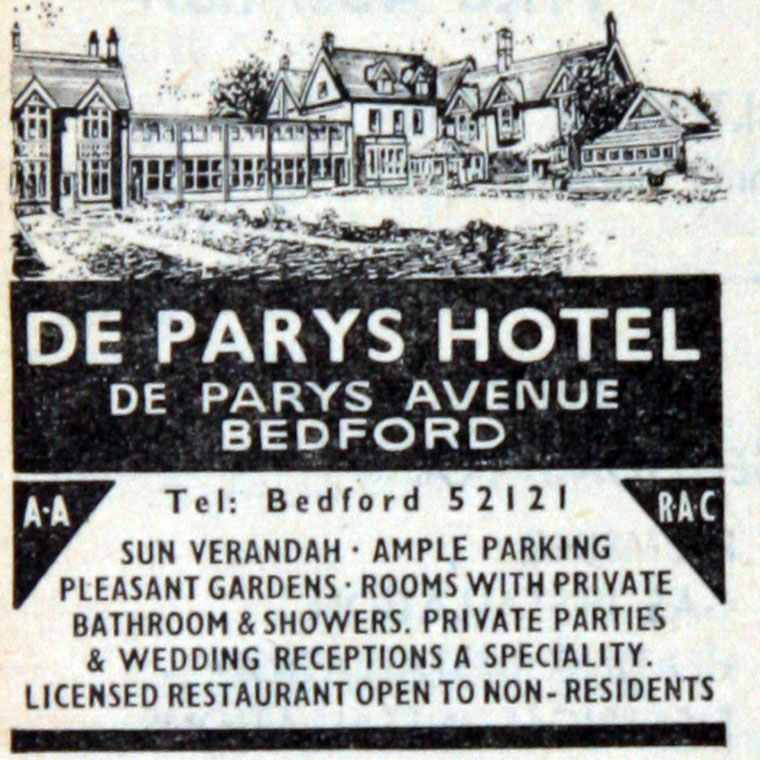 DE PARYS HOTEL
DE PARYS AVENUE
BEDFORD
A·A
Tel: Bedford 52121
R·A·C
SUN VERANDAH · AMPLE PARKING
PLEASANT GARDENS · ROOMS WITH PRIVATE
BATHROOM & SHOWERS. PRIVATE PARTIES
& WEDDING RECEPTIONS A SPECIALITY.
LICENSED RESTAURANT OPEN TO NON-RESIDENTS